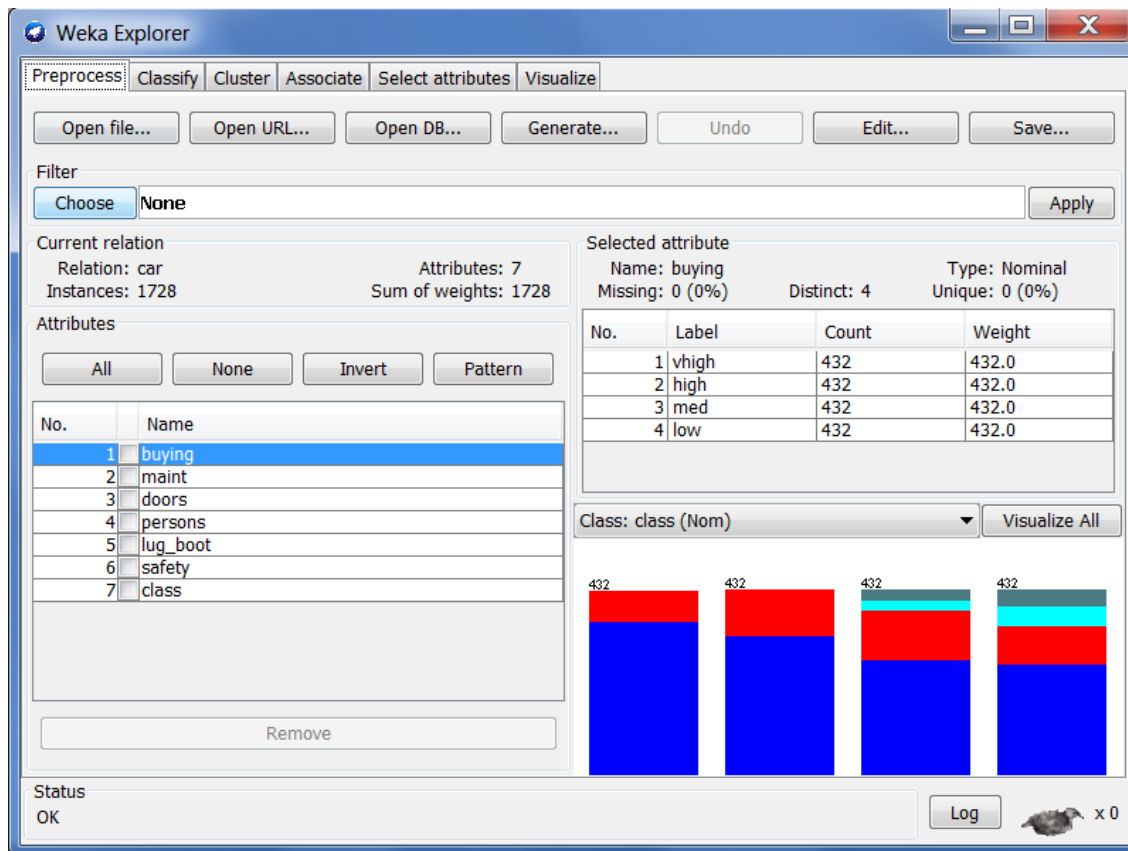 Weka Explorer
Preprocess Classify Cluster Associate Select attributes Visualize
Open file... Open URL... Open DB... Generate... Undo Edit... Save...
Filter
Choose None Apply
Current relation
Relation: car Attributes: 7
Instances: 1728 Sum of weights: 1728
Attributes
All None Invert Pattern
No. Name
1 buying
2 maint
3 doors
4 persons
5 lug_boot
6 safety
7 class
Remove
Selected attribute
Name: buying Type: Nominal
Missing: 0 (0%) Distinct: 4 Unique: 0 (0%)
No. Label Count Weight
1 vhigh 432 432.0
2 high 432 432.0
3 med 432 432.0
4 low 432 432.0
Class: class (Nom) Visualize All
432 432 432 432
Status
OK Log x 0